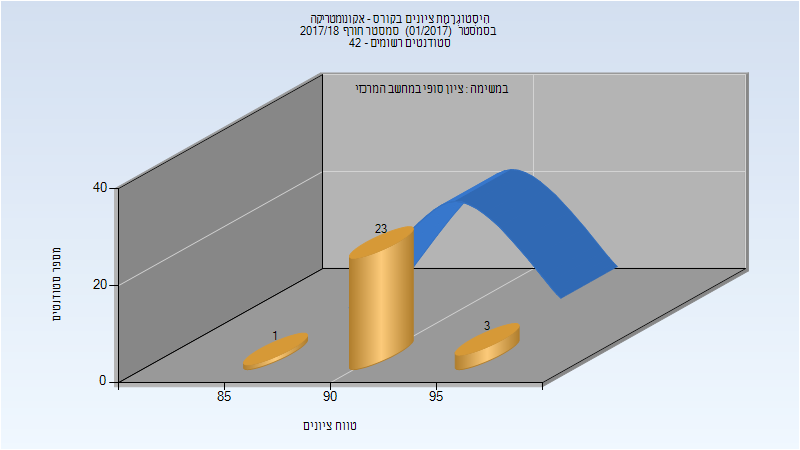 היסטוגרמת ציונים בקורס - אקונומטריקה
בסמסטר (01/2017) סמסטר חורף 2017/18
סטודנטים רשומים - 42
במשימה : ציון סופי במחשב המרכזי
40
20
0
מספר סטודנטים
1
23
3
85
90
95
טווח ציונים